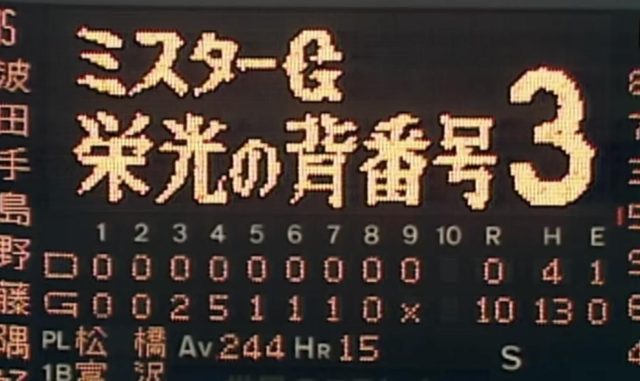 ミスターG
栄光の背番号3
1 2 3 4 5 6 7 8 9 10 R H E
D 0 0 0 0 0 0 0 0 0 0 4 1
G 0 0 2 5 1 1 1 0 x 10 13 0
PL 松橋 Av 244 HR 15 S
1B 富沢
波
田
手
島
野
藤
隅